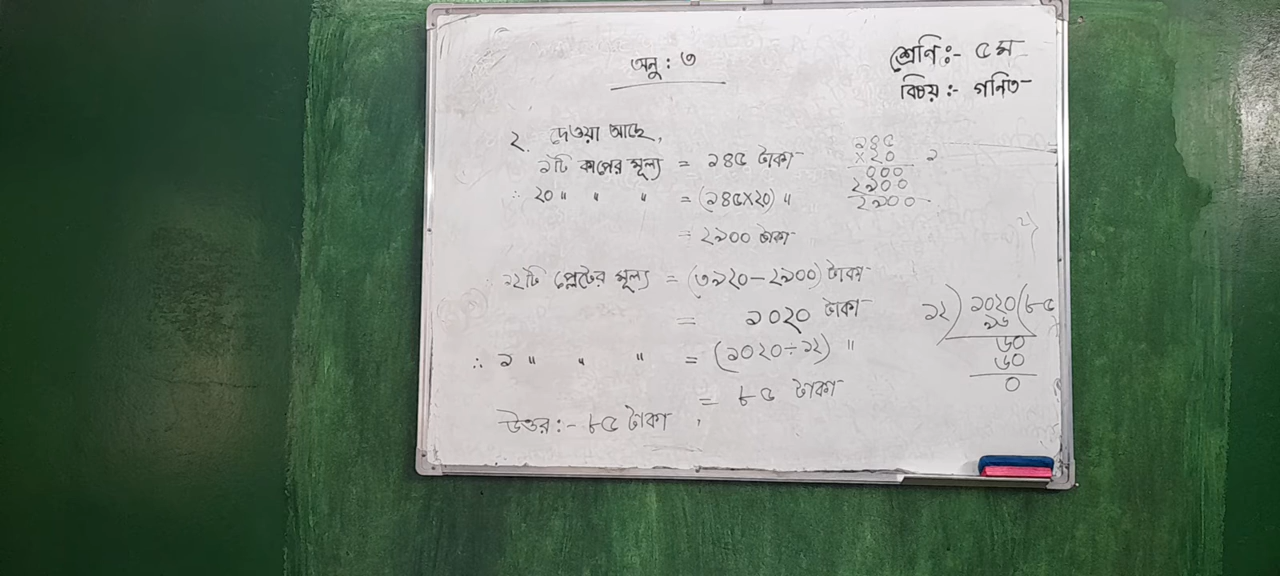 অনু : ৩
শ্রেণি :- ৫ম
বিষয় :- গনিত
২. দেওয়া আছে,
১টি কাপের মূল্য = ১৪৫ টাকা
∴ ২০ " " " = (১৪৫×২০) "
= ২৯০০ টাকা
১৪৫
×২০
০০০
২৯০০
২৯০০
১২টি প্লেটের মূল্য = (৩৯২০-২৯০০) টাকা
= ১০২০ টাকা
∴ ১ " " " = (১০২০÷১২) "
= ৮৫ টাকা
উত্তর :- ৮৫ টাকা
১২) ১০২০ (৮৫
৯৬
৬০
৬০
০